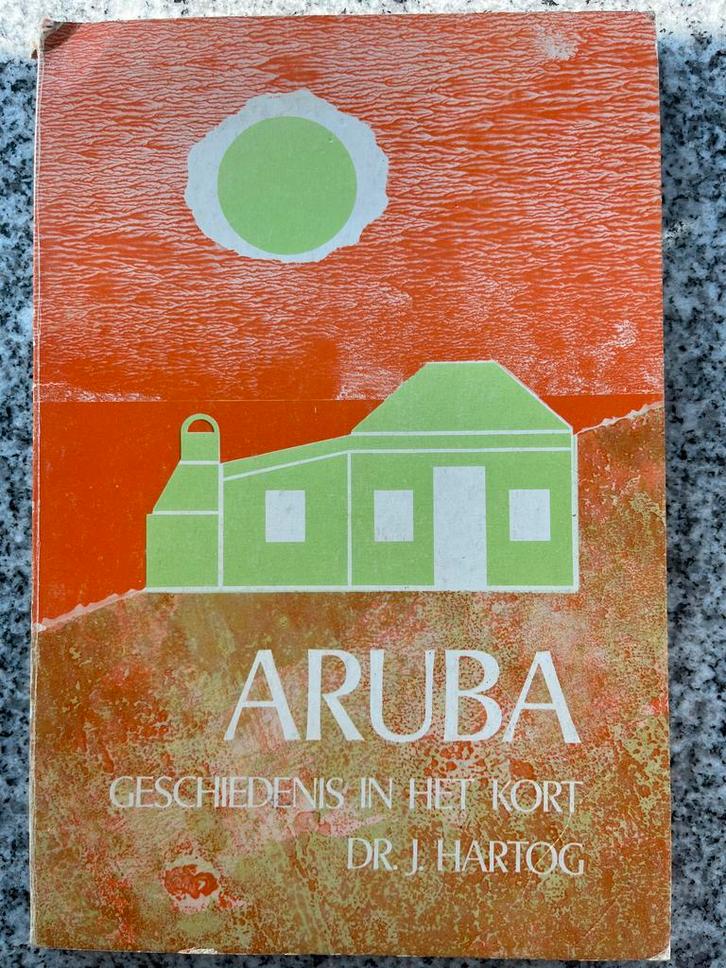 ARUBA
GESCHIEDENIS IN HET KORT
DR. J. HARTOG